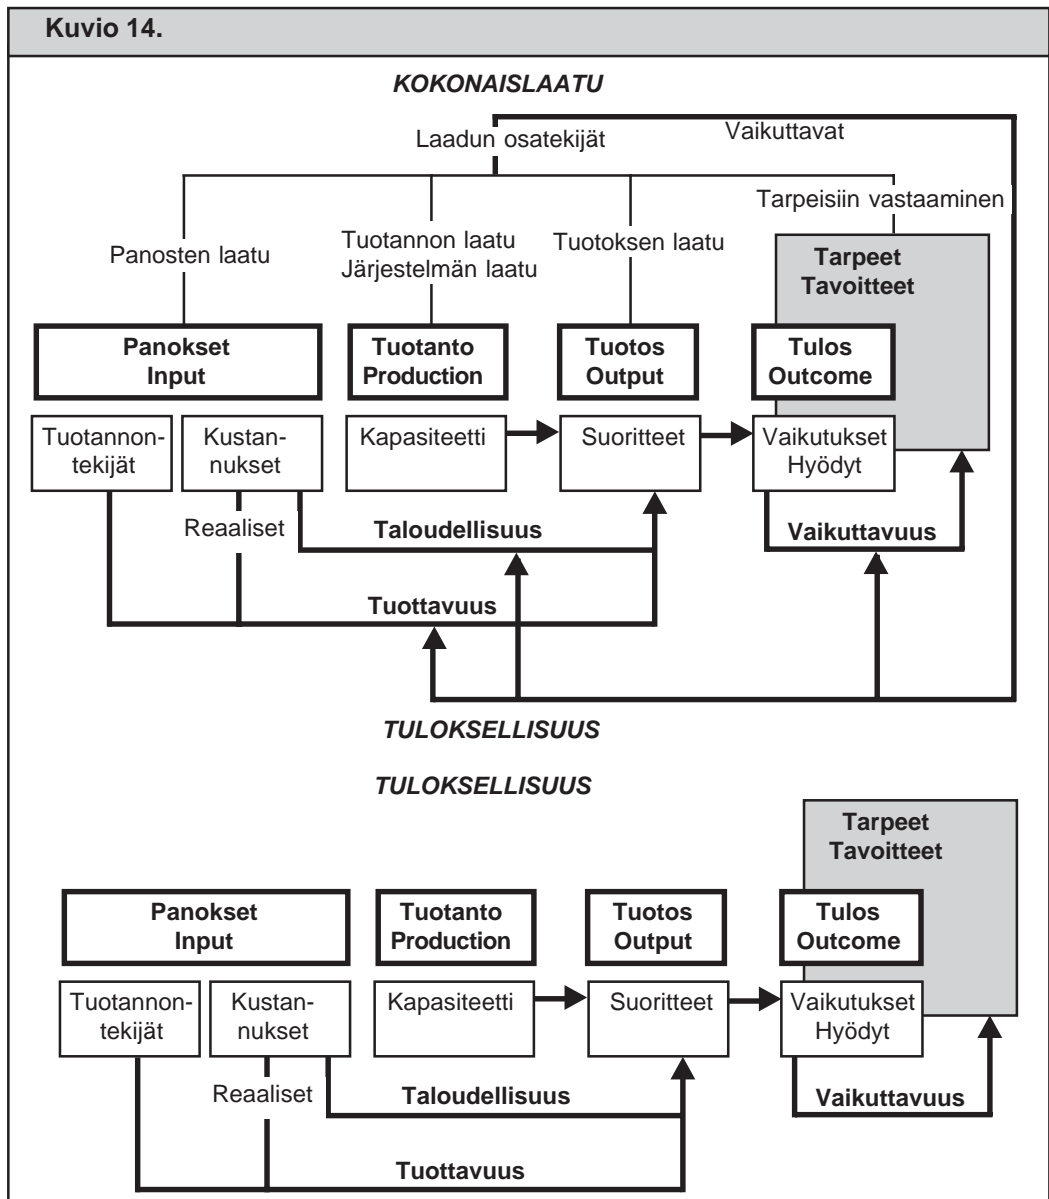 Kuvio 14.
KOKONAISLAATU
Laadun osatekijät
Vaikuttavat
Tarpeisiin vastaaminen
Panosten laatu
Tuotannon laatu
Järjestelmän laatu
Tuotoksen laatu
Tarpeet
Tavoitteet
Panokset
Input
Tuotanto
Production
Tuotos
Output
Tulos
Outcome
Tuotannon-
tekijät
Kustan-
nukset
Kapasiteetti
Suoritteet
Vaikutukset
Hyödyt
Reaaliset
Taloudellisuus
Vaikuttavuus
Tuottavuus
TULOKSELLISUUS
TULOKSELLISUUS
Tarpeet
Tavoitteet
Panokset
Input
Tuotanto
Production
Tuotos
Output
Tulos
Outcome
Tuotannon-
tekijät
Kustan-
nukset
Kapasiteetti
Suoritteet
Vaikutukset
Hyödyt
Reaaliset
Taloudellisuus
Vaikuttavuus
Tuottavuus